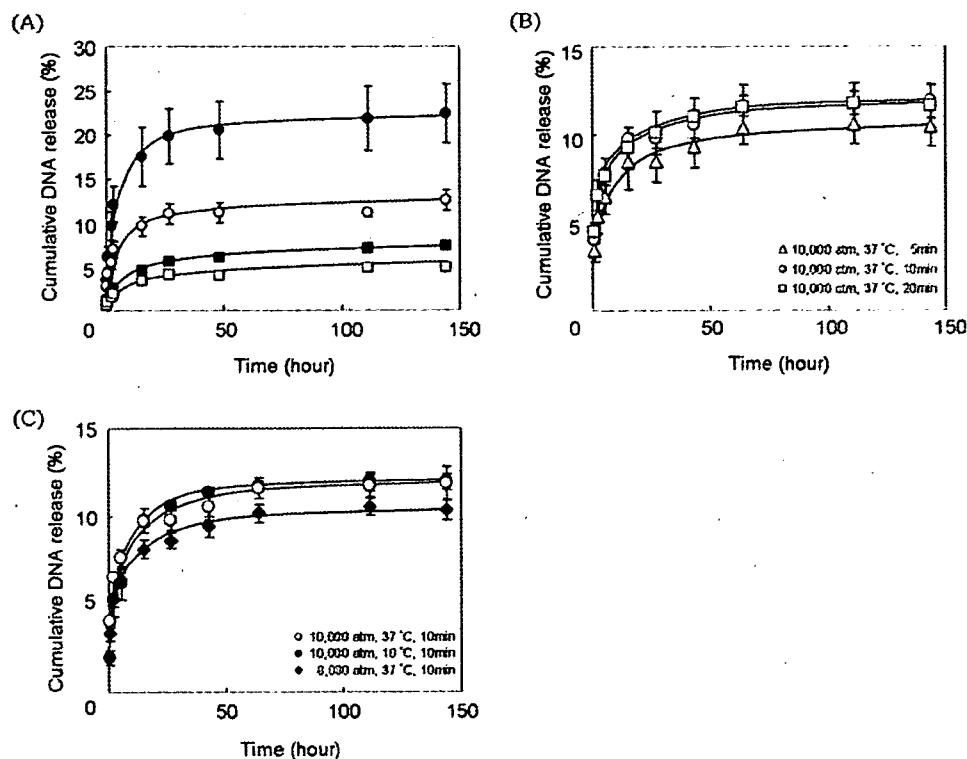 (A)
30
25
20
15
10
5
0
50
100
150
Cumulative DNA release (%)
Time (hour)
(B)
15
10
5
0
50
100
150
Cumulative DNA release (%)
10,000 atm, 37 °C, 5min
10,000 atm, 37 °C, 10min
10,000 atm, 37 °C, 20min
Time (hour)
(C)
15
10
5
0
50
100
150
Cumulative DNA release (%)
10,000 atm, 37 °C, 10min
10,000 atm, 10 °C, 10min
8,000 atm, 37 °C, 10min
Time (hour)